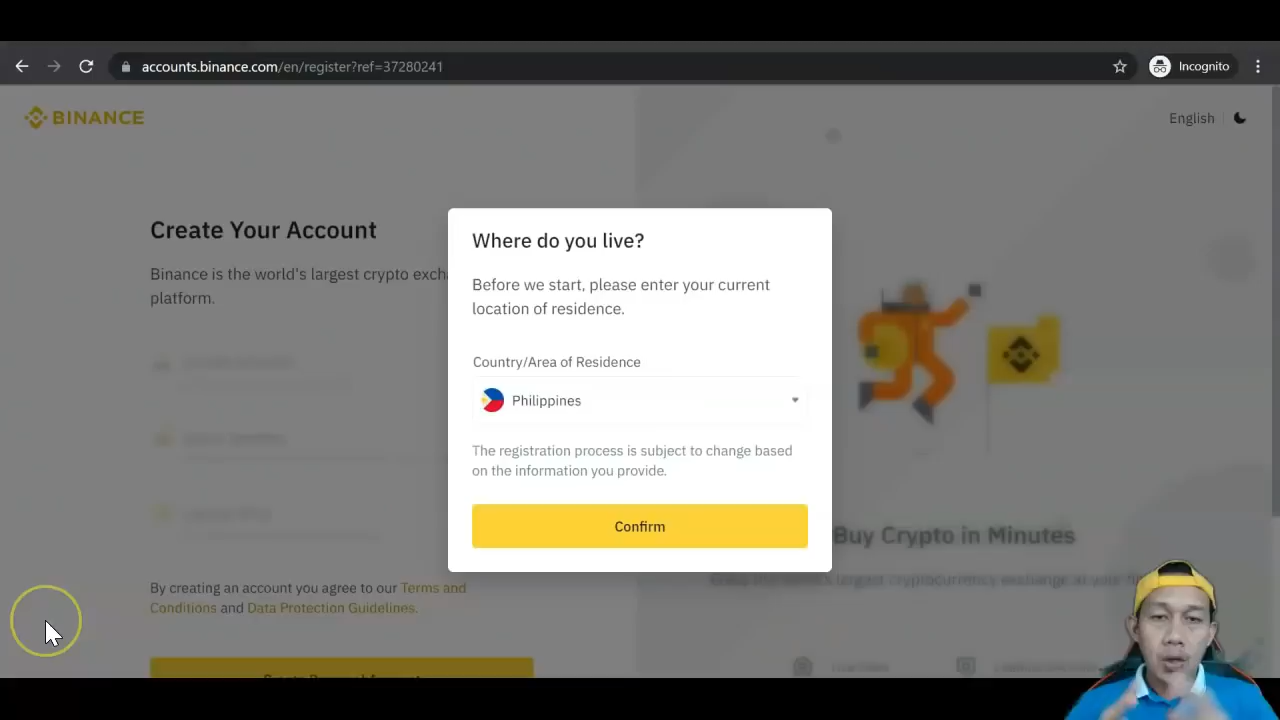 accounts.binance.com/en/register?ref=37280241
Incognito
BINANCE
English
Create Your Account
Binance is the world's largest crypto exch
platform.
Where do you live?
Before we start, please enter your current
location of residence.
Country/Area of Residence
Philippines
The registration process is subject to change based
on the information you provide.
Confirm
Buy Crypto in Minutes
By creating an account you agree to our Terms and
Conditions and Data Protection Guidelines.